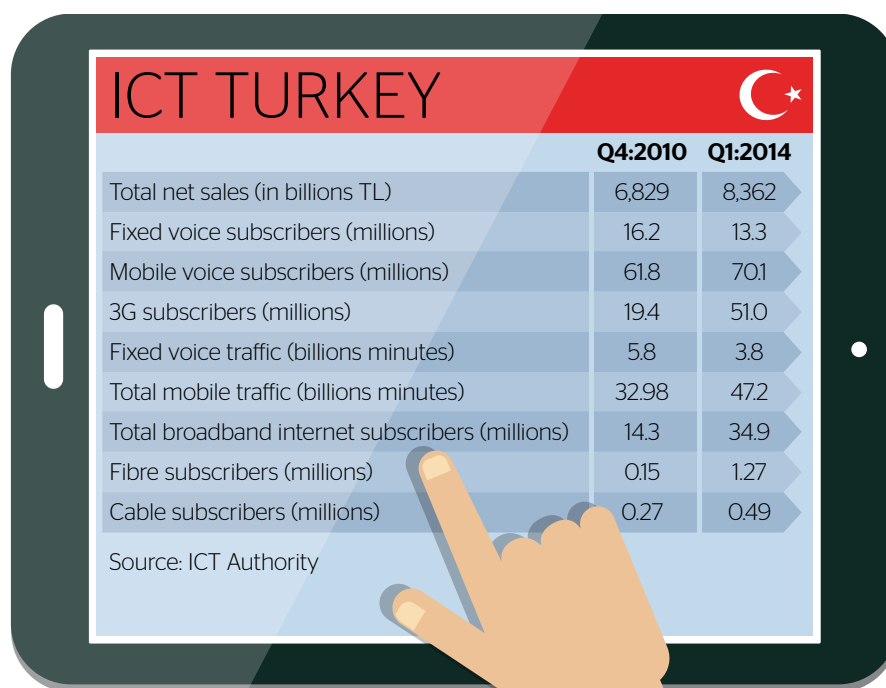 ICT TURKEY
Q4:2010 Q1:2014
Total net sales (in billions TL) 6,829 8,362
Fixed voice subscribers (millions) 16.2 13.3
Mobile voice subscribers (millions) 61.8 70.1
3G subscribers (millions) 19.4 51.0
Fixed voice traffic (billions minutes) 5.8 3.8
Total mobile traffic (billions minutes) 32.98 47.2
Total broadband internet subscribers (millions) 14.3 34.9
Fibre subscribers (millions) 0.15 1.27
Cable subscribers (millions) 0.27 0.49
Source: ICT Authority